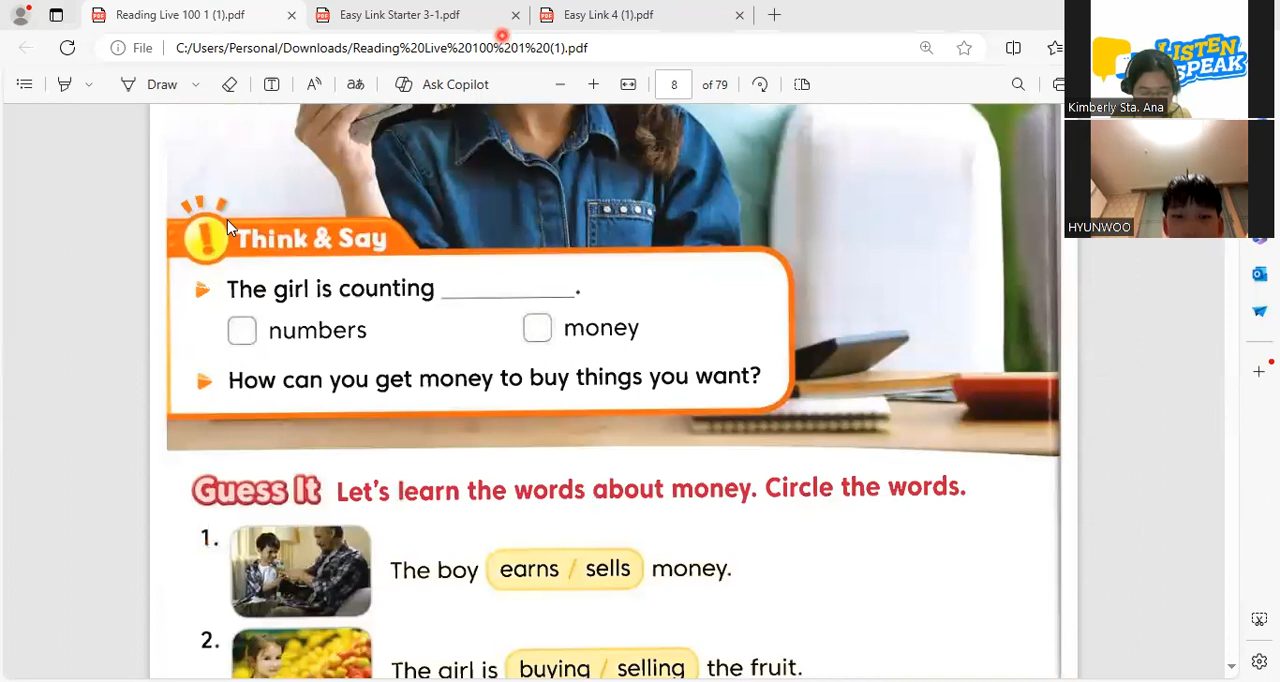 Reading Live 100 1 (1).pdf
Easy Link Starter 3-1.pdf
Easy Link 4 (1).pdf
File
C:/Users/Personal/Downloads/Reading%20Live%20100%201%20(1).pdf
Draw
aあ
Ask Copilot
8
of 79
LISTEN
SPEAK
Kimberly Sta. Ana
HYUNWOO
! Think & Say
The girl is counting __________.
numbers
money
How can you get money to buy things you want?
Guess It Let's learn the words about money. Circle the words.
1.
The boy earns / sells money.
2.
The girl is buying / selling the fruit.